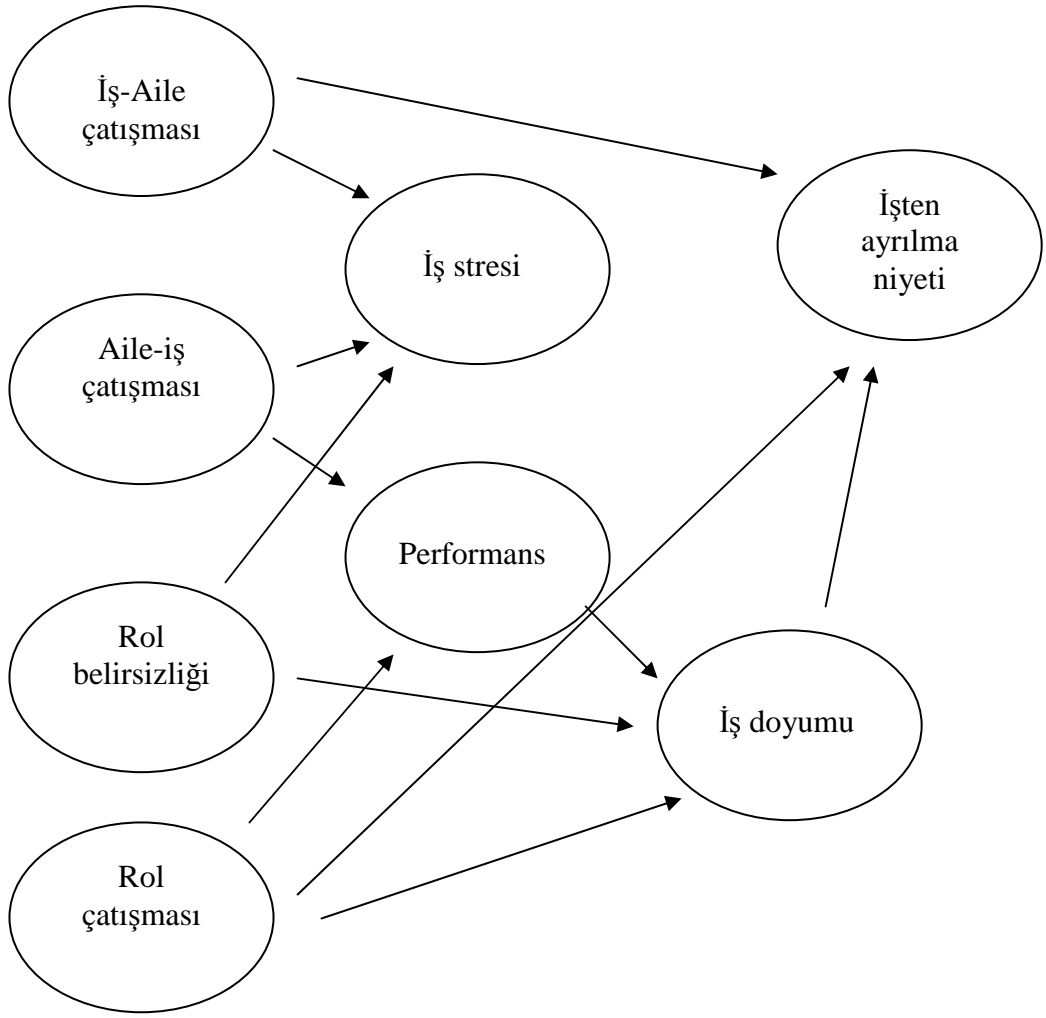 İş-Aile
çatışması
İş stresi
İşten
ayrılma
niyeti
Aile-iş
çatışması
Performans
Rol
belirsizliği
İş doyumu
Rol
çatışması